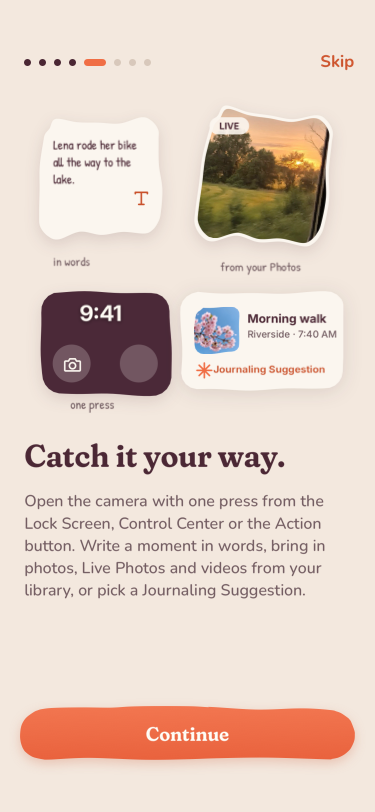 Skip
Lena rode her bike
all the way to the
lake.
T
in words
LIVE
from your Photos
9:41
one press
Morning walk
Riverside · 7:40 AM
Journaling Suggestion
Catch it your way.
Open the camera with one press from the
Lock Screen, Control Center or the Action
button. Write a moment in words, bring in
photos, Live Photos and videos from your
library, or pick a Journaling Suggestion.
Continue